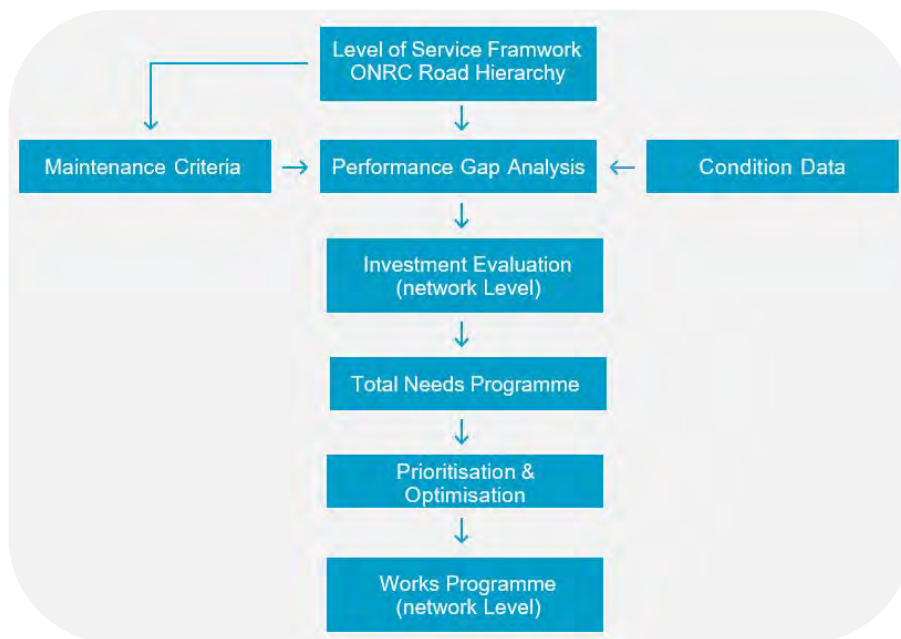 Level of Service Framwork
ONRC Road Hierarchy
Maintenance Criteria
Performance Gap Analysis
Condition Data
Investment Evaluation
(network Level)
Total Needs Programme
Prioritisation &
Optimisation
Works Programme
(network Level)